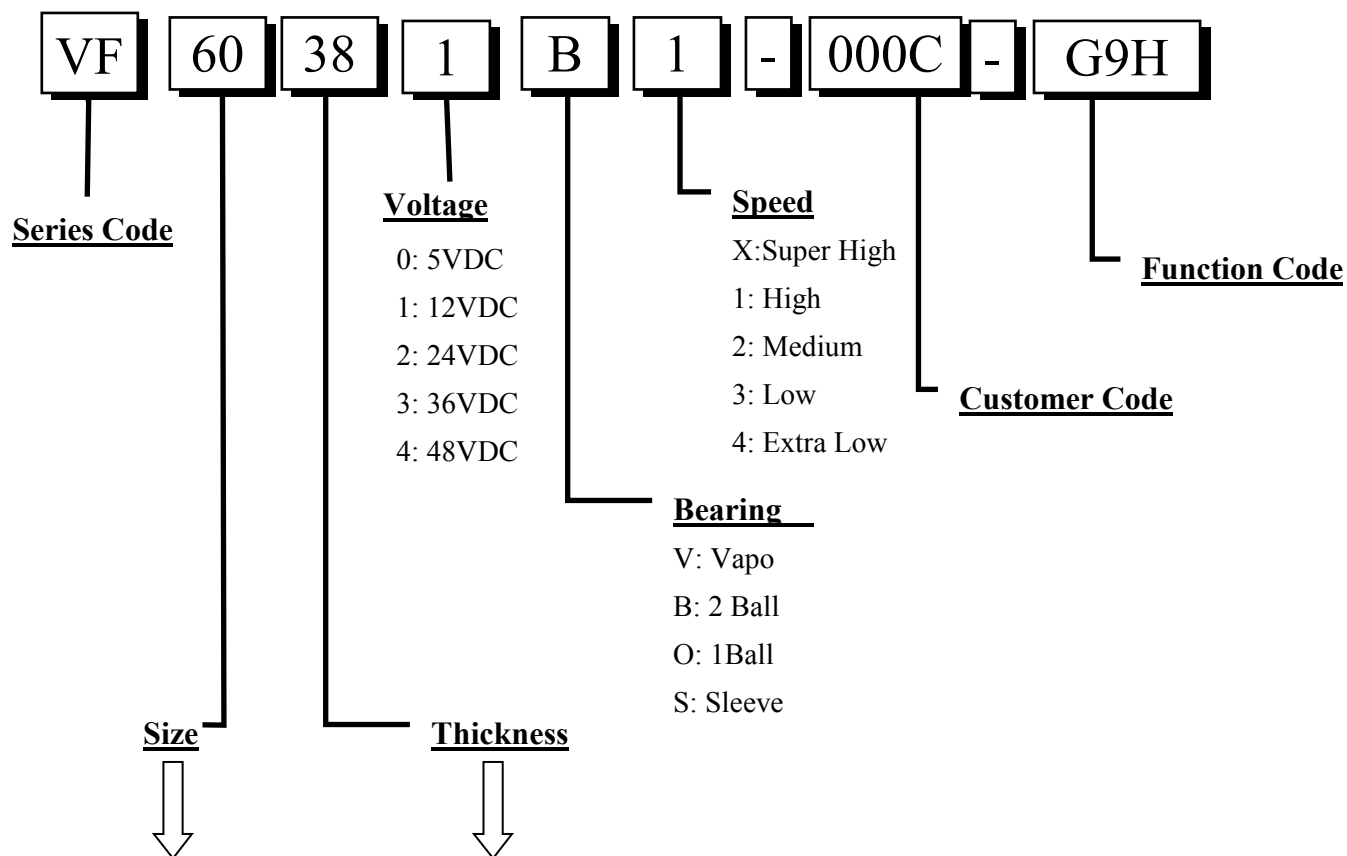 VF 60 38 1 B 1 - 000C - G9H
Series Code
Voltage
0: 5VDC
1: 12VDC
2: 24VDC
3: 36VDC
4: 48VDC
Speed
X:Super High
1: High
2: Medium
3: Low
4: Extra Low
Function Code
Customer Code
Bearing
V: Vapo
B: 2 Ball
O: 1Ball
S: Sleeve
Size
Thickness